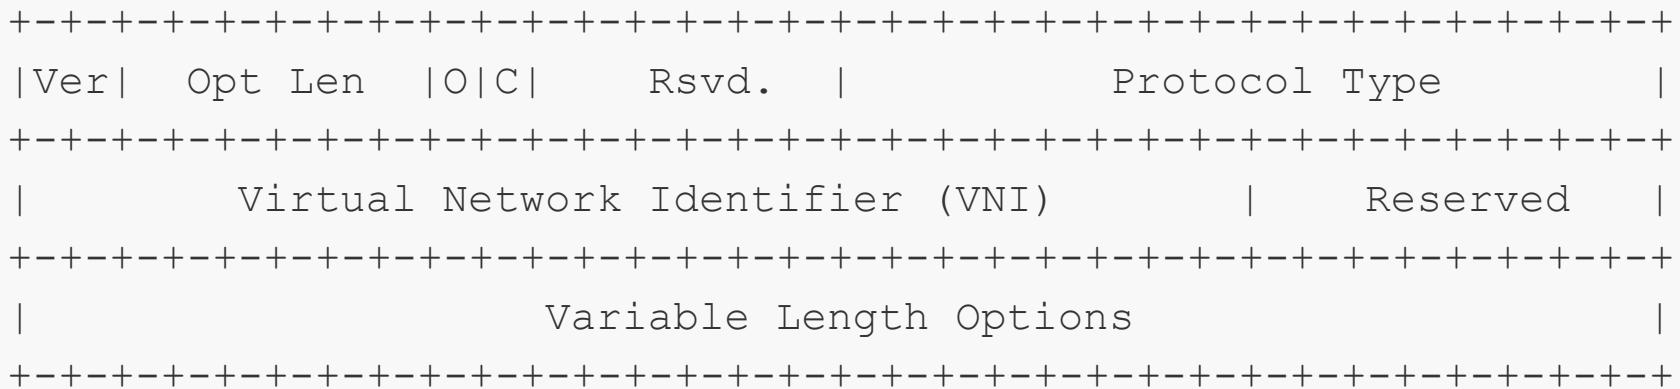 +-+-+-+-+-+-+-+-+-+-+-+-+-+-+-+-+-+-+-+-+-+-+-+-+-+-+-+-+-+-+-+-+
|Ver|  Opt Len  |O|C|    Rsvd.  |          Protocol Type        |
+-+-+-+-+-+-+-+-+-+-+-+-+-+-+-+-+-+-+-+-+-+-+-+-+-+-+-+-+-+-+-+-+
|        Virtual Network Identifier (VNI)       |    Reserved   |
+-+-+-+-+-+-+-+-+-+-+-+-+-+-+-+-+-+-+-+-+-+-+-+-+-+-+-+-+-+-+-+-+
|                    Variable Length Options                    |
+-+-+-+-+-+-+-+-+-+-+-+-+-+-+-+-+-+-+-+-+-+-+-+-+-+-+-+-+-+-+-+-+